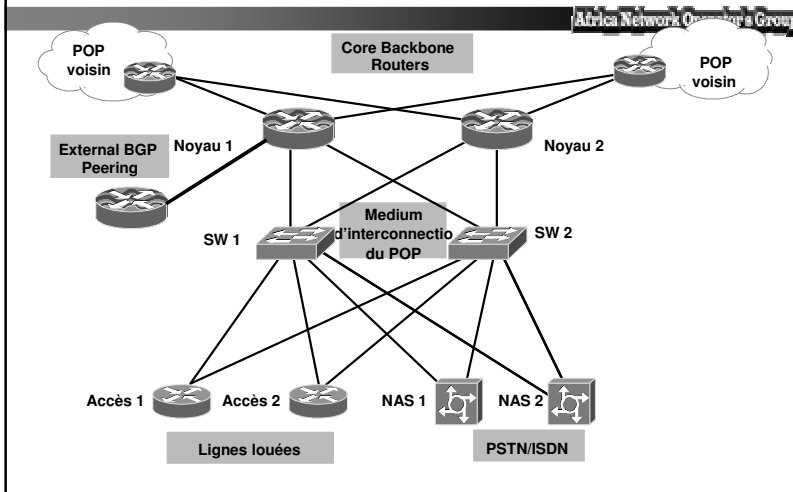 Africa Network Operator's Group
Core Backbone
Routers
POP
voisin
POP
voisin
External BGP
Peering
Noyau 1
Noyau 2
SW 1
Medium
d'interconnectio
du POP
SW 2
Accès 1
Accès 2
NAS 1
NAS 2
Lignes louées
PSTN/ISDN